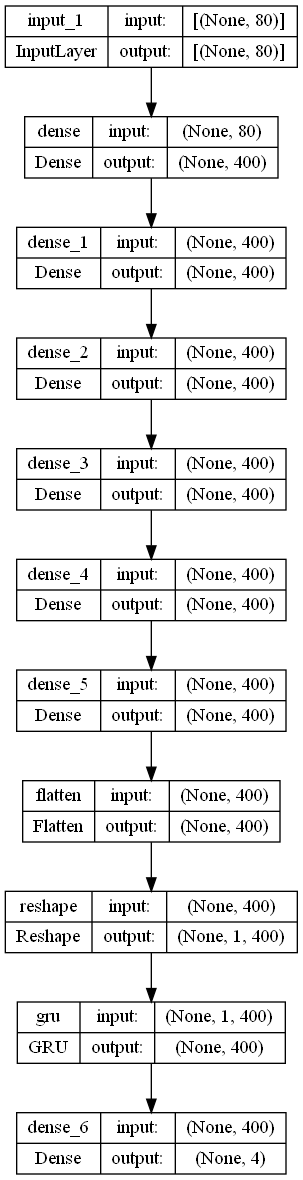 input_1 input: [(None, 80)]
InputLayer output: [(None, 80)]
dense input: (None, 80)
Dense output: (None, 400)
dense_1 input: (None, 400)
Dense output: (None, 400)
dense_2 input: (None, 400)
Dense output: (None, 400)
dense_3 input: (None, 400)
Dense output: (None, 400)
dense_4 input: (None, 400)
Dense output: (None, 400)
dense_5 input: (None, 400)
Dense output: (None, 400)
flatten input: (None, 400)
Flatten output: (None, 400)
reshape input: (None, 400)
Reshape output: (None, 1, 400)
gru input: (None, 1, 400)
GRU output: (None, 400)
dense_6 input: (None, 400)
Dense output: (None, 4)